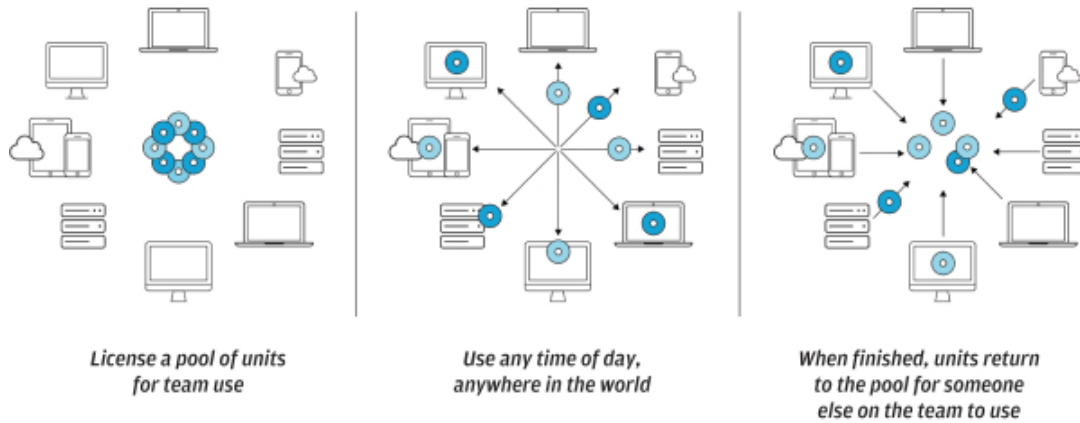 License a pool of units
for team use
Use any time of day,
anywhere in the world
When finished, units return
to the pool for someone
else on the team to use